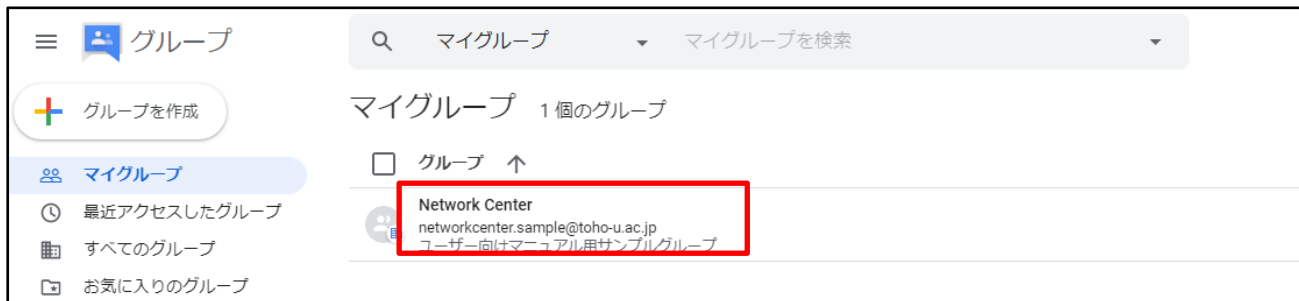 グループ
マイグループ
マイグループを検索
グループを作成
マイグループ
最近アクセスしたグループ
すべてのグループ
お気に入りのグループ
マイグループ 1 個のグループ
グループ
Network Center
networkcenter.sample@toho-u.ac.jp
ユーザー向けマニュアル用サンプルグループ